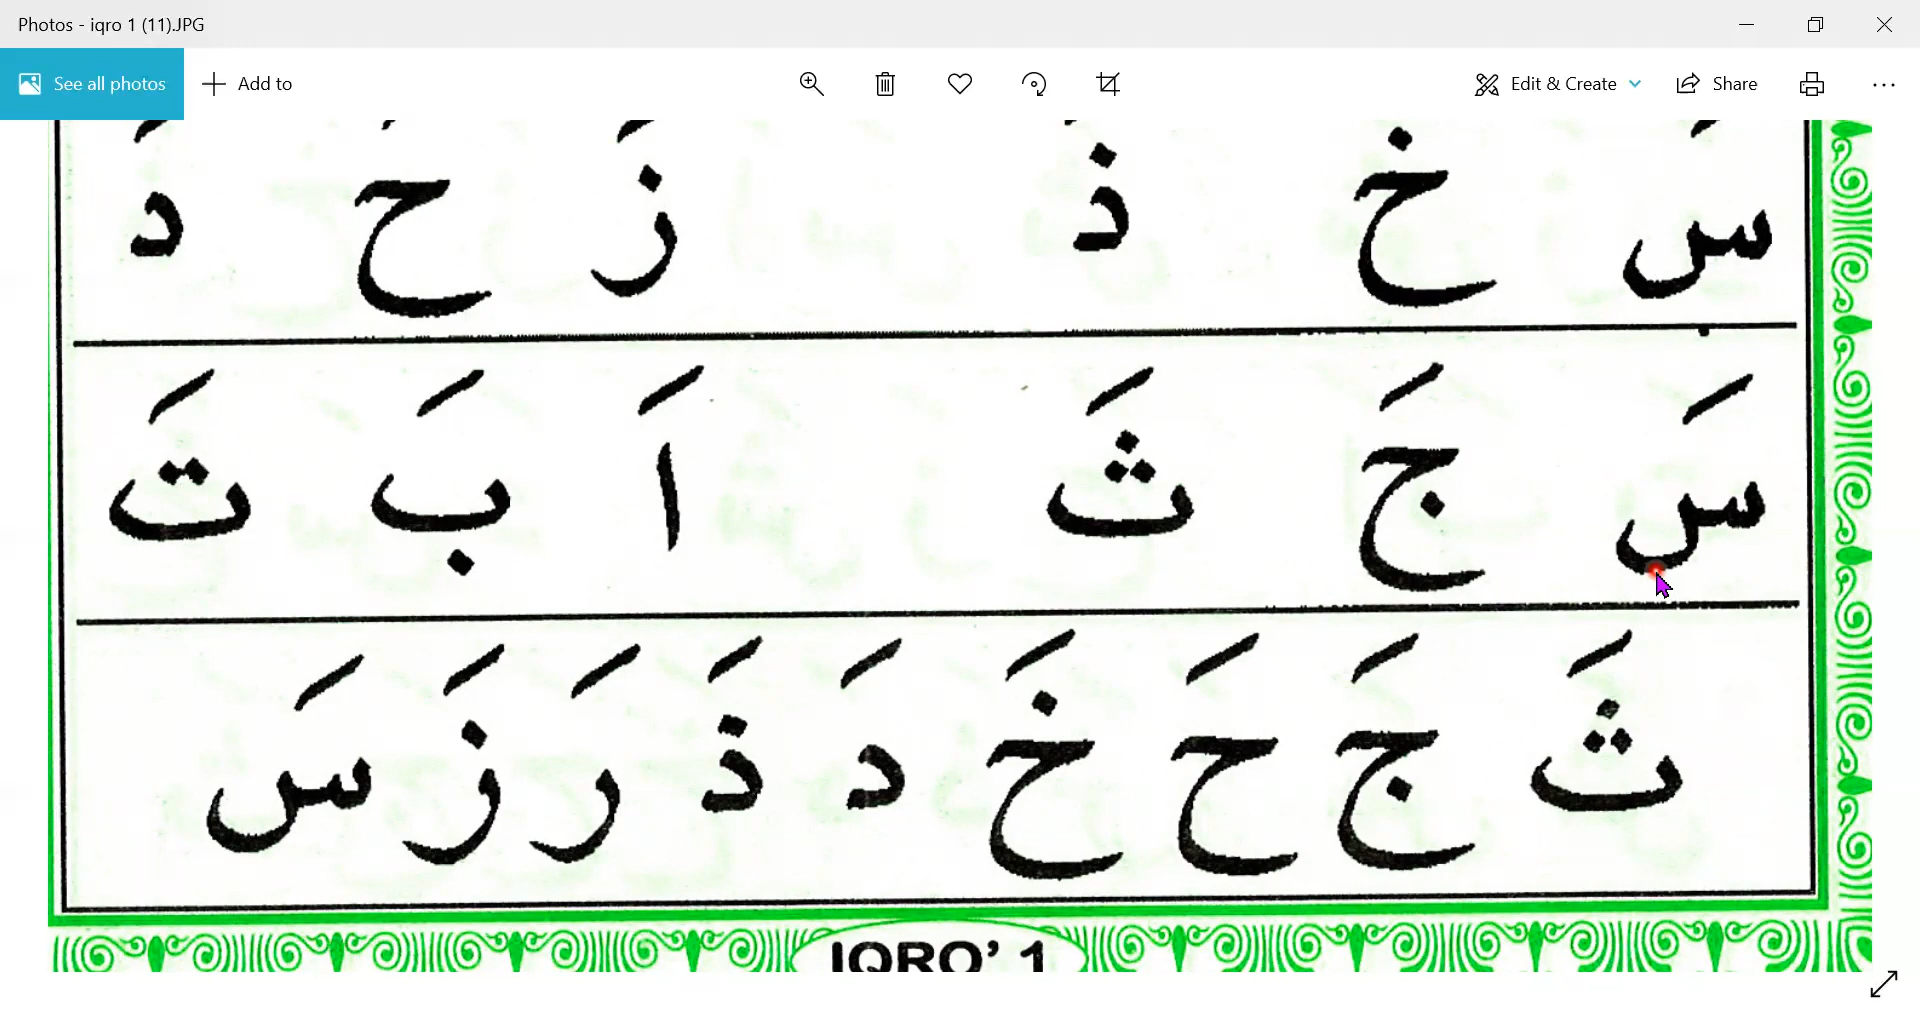 Photos - iqro 1 (11).JPG
See all photos
Add to
Edit & Create
Share
سَ خَ ذَ زَ حَ دَ
سَ جَ ثَ اَ بَ تَ
ثَ جَ حَ خَ دَ ذَ رَ زَ سَ
IQRO' 1